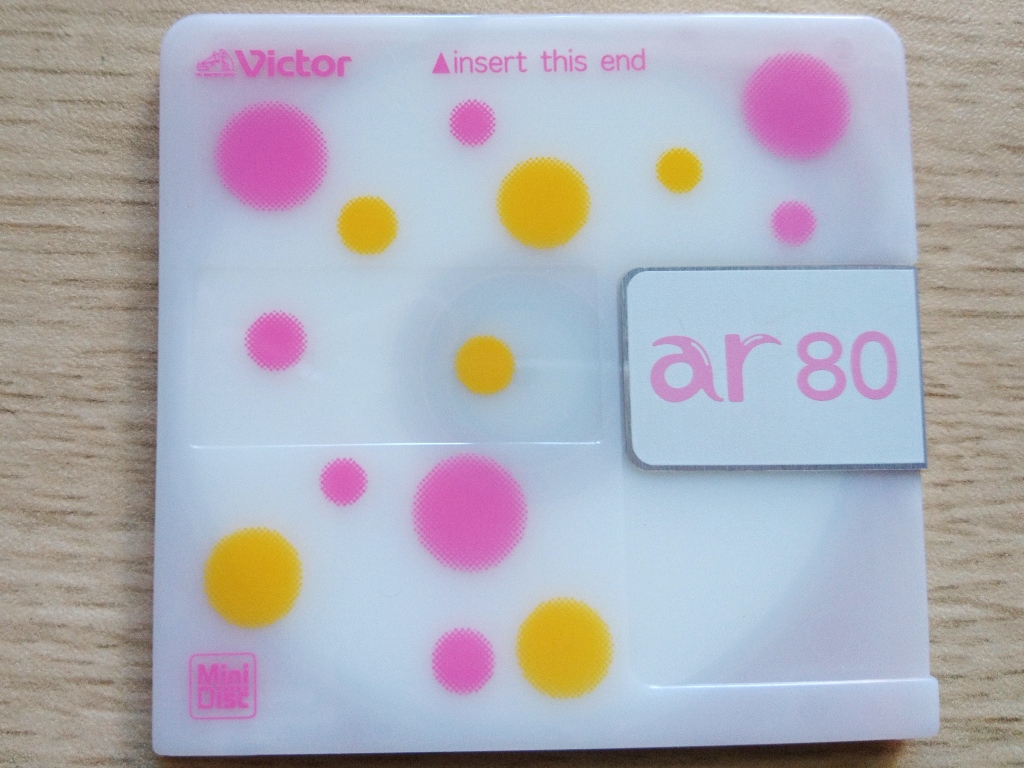 Victor
▲insert this end
ar 80
Mini
Disc